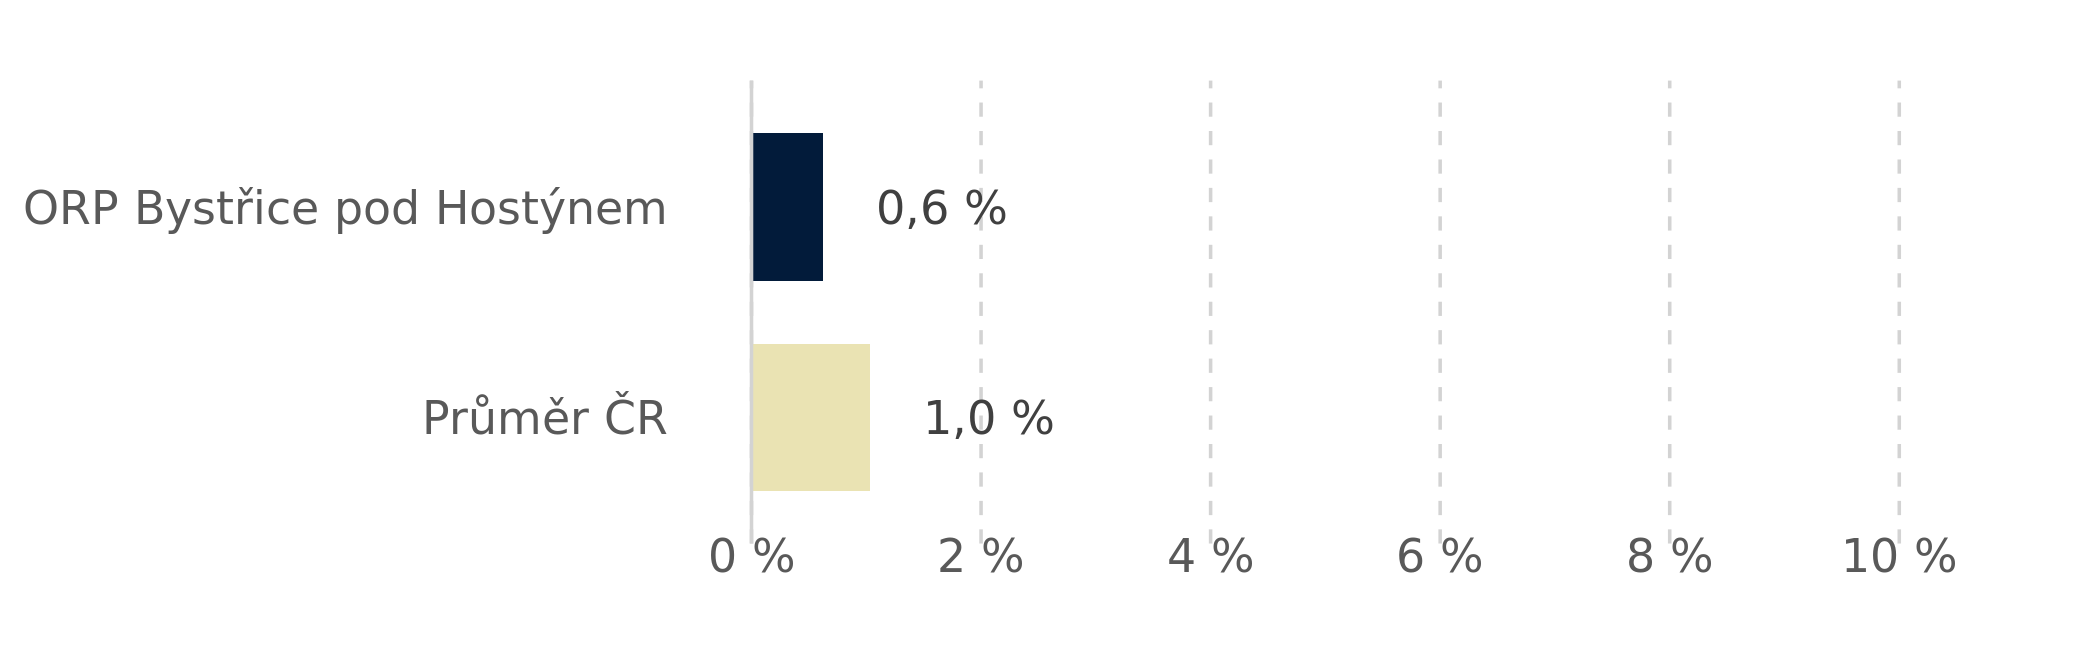 ORP Bystřice pod Hostýnem 0,6 %
Průměr ČR 1,0 %
0 % 2 % 4 % 6 % 8 % 10 %